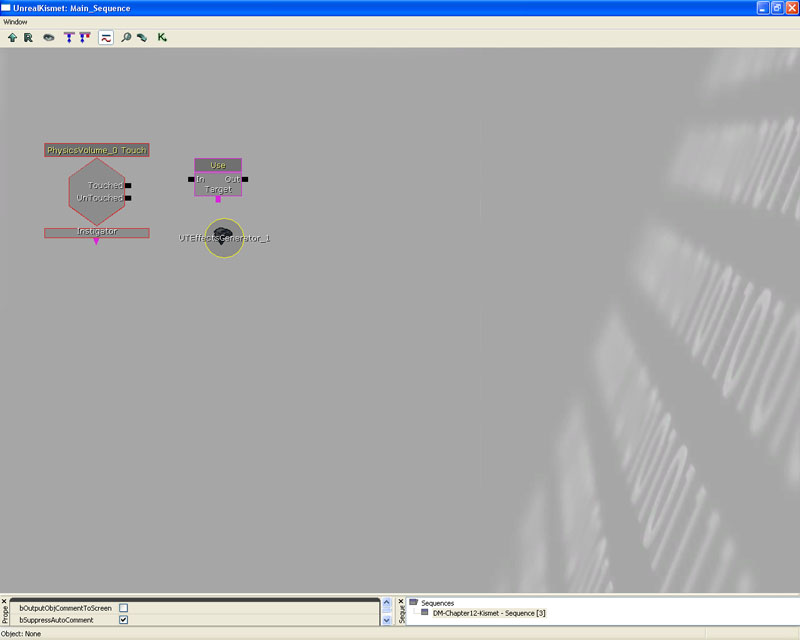 UnrealKismet: Main_Sequence
Window
PhysicsVolume_0 Touch
Touched
UnTouched
Instigator
Use
In Out
Target
UTEffectsGenerator_1
Prope
bOutputObjCommentToScreen
bSuppressAutoComment
Seque
Sequences
DM-Chapter12-Kismet - Sequence [3]
Object: None